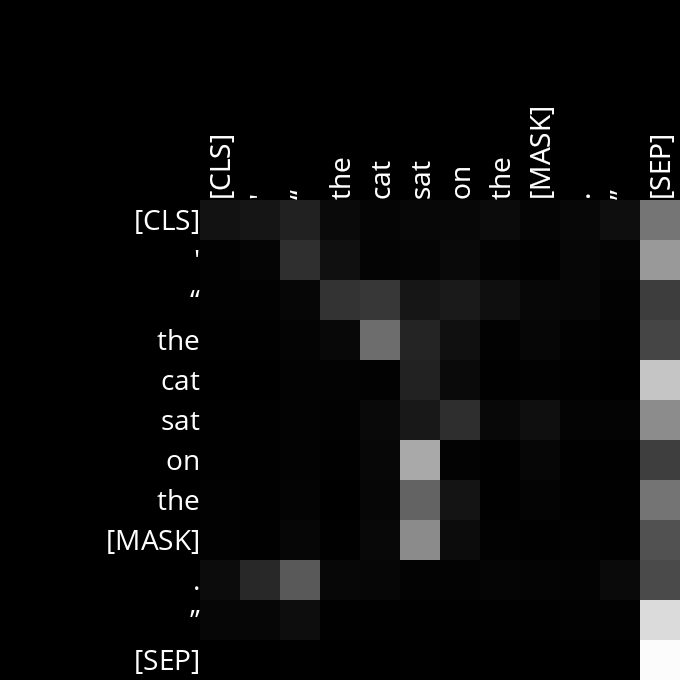 [CLS] ' “ the cat sat on the [MASK] . ” [SEP]
[CLS]
'
“
the
cat
sat
on
the
[MASK]
.
”
[SEP]